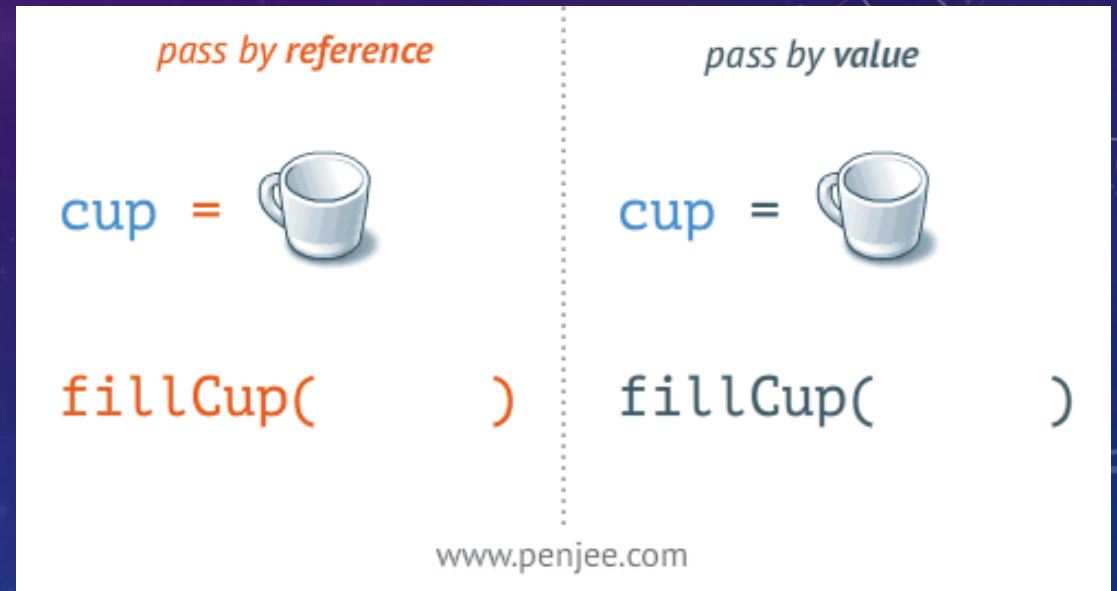 pass by reference
cup =
fillCup( )
pass by value
cup =
fillCup( )
www.penjee.com